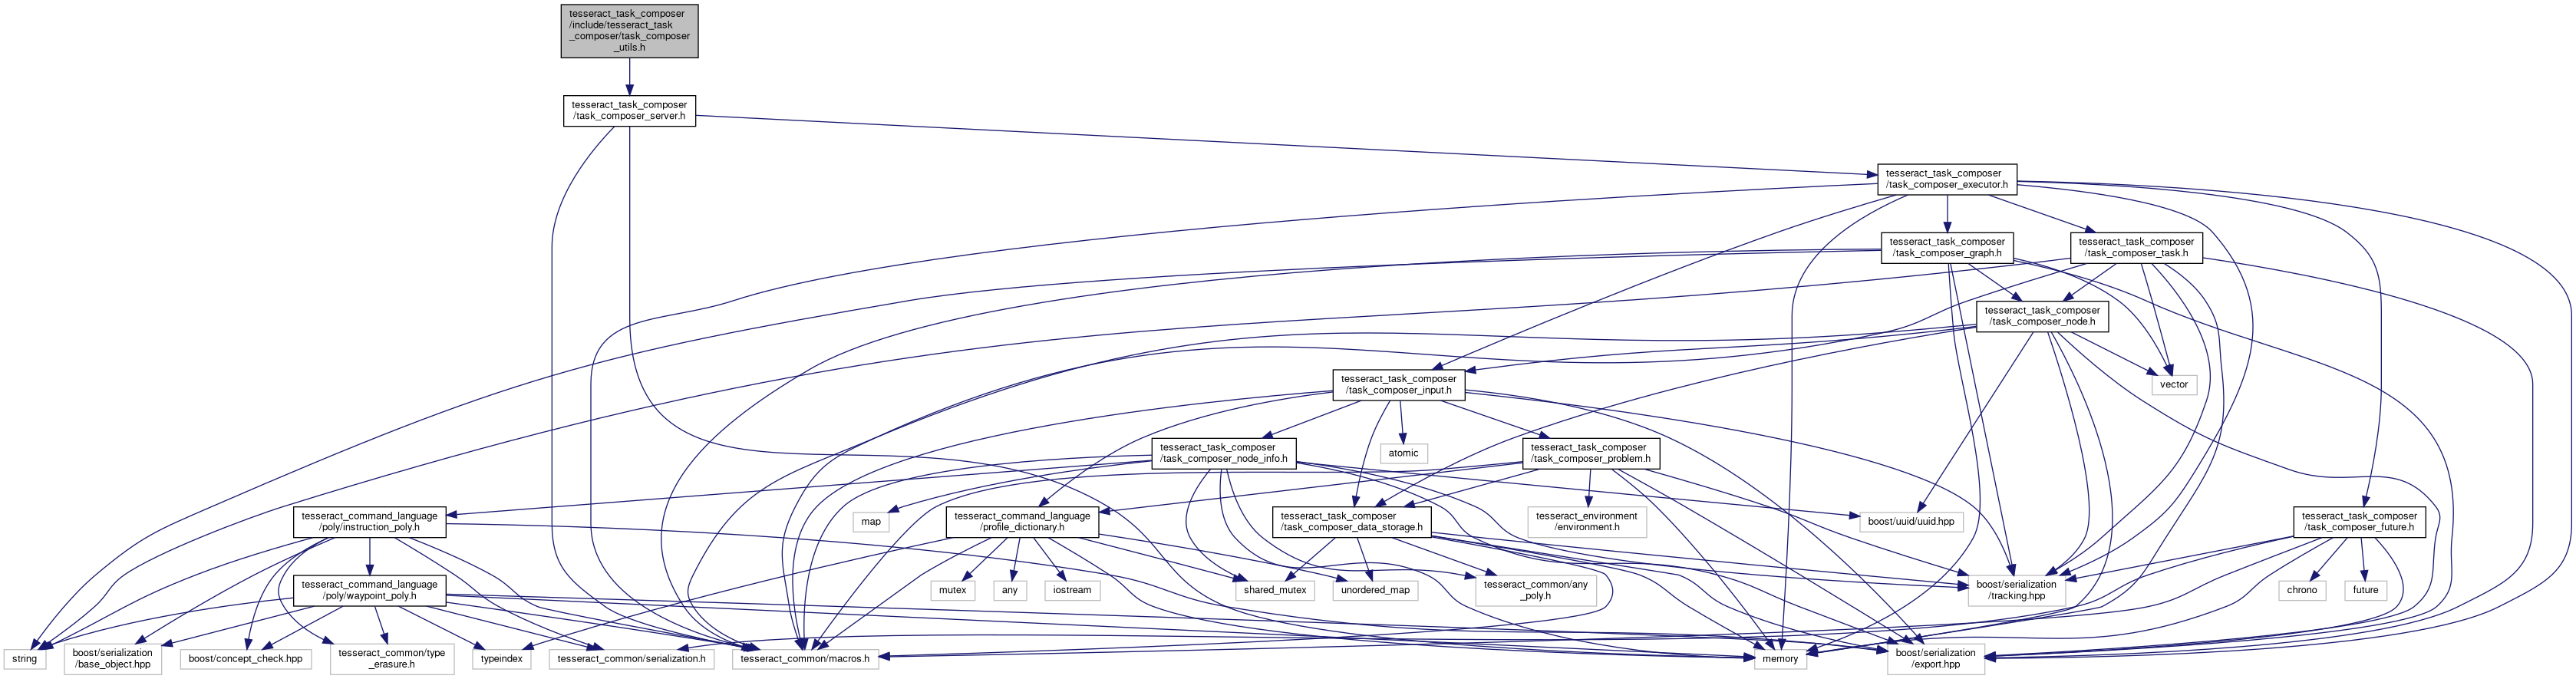 tesseract_task_composer
/include/tesseract_task
_composer/task_composer
_utils.h
tesseract_task_composer
/task_composer_server.h
tesseract_task_composer
/task_composer_executor.h
tesseract_task_composer
/task_composer_graph.h
tesseract_task_composer
/task_composer_task.h
tesseract_task_composer
/task_composer_node.h
tesseract_task_composer
/task_composer_input.h
vector
tesseract_task_composer
/task_composer_node_info.h
atomic
tesseract_task_composer
/task_composer_problem.h
tesseract_command_language
/poly/instruction_poly.h
map
tesseract_command_language
/profile_dictionary.h
tesseract_task_composer
/task_composer_data_storage.h
tesseract_environment
/environment.h
boost/uuid/uuid.hpp
tesseract_task_composer
/task_composer_future.h
tesseract_command_language
/poly/waypoint_poly.h
mutex
any
iostream
shared_mutex
tesseract_common/any
_poly.h
unordered_map
boost/serialization
/tracking.hpp
chrono
future
string
boost/serialization
/base_object.hpp
boost/concept_check.hpp
tesseract_common/type
_erasure.h
typeindex
tesseract_common/serialization.h
tesseract_common/macros.h
memory
boost/serialization
/export.hpp